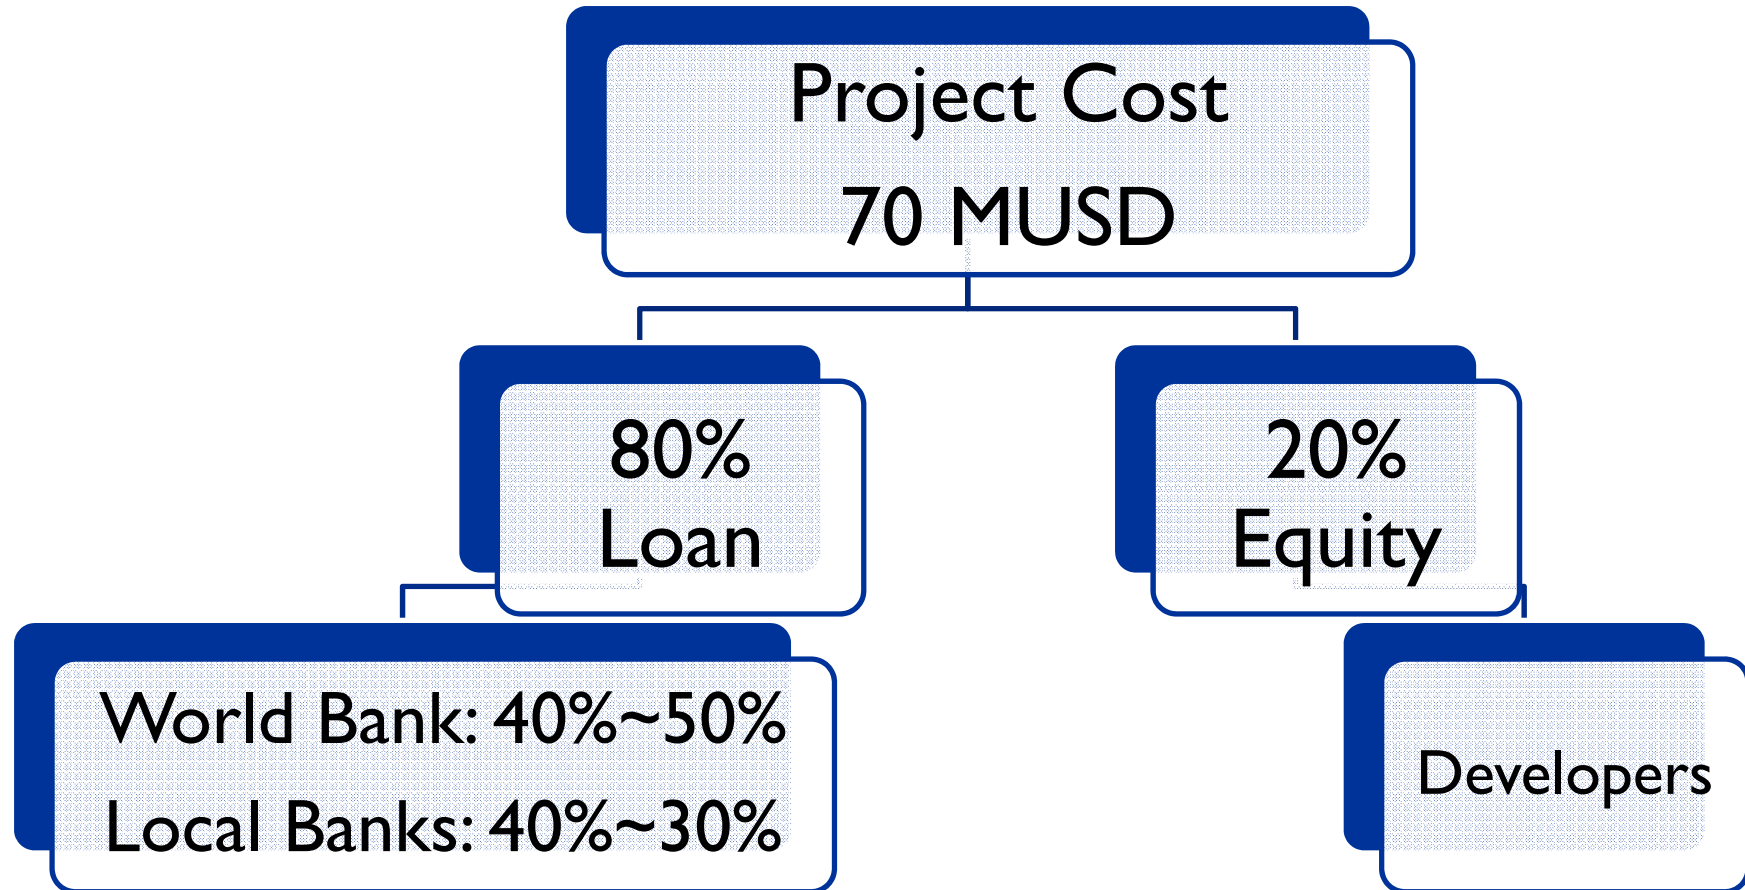 Project Cost
70 MUSD
80%
Loan
20%
Equity
World Bank: 40%~50%
Local Banks: 40%~30%
Developers